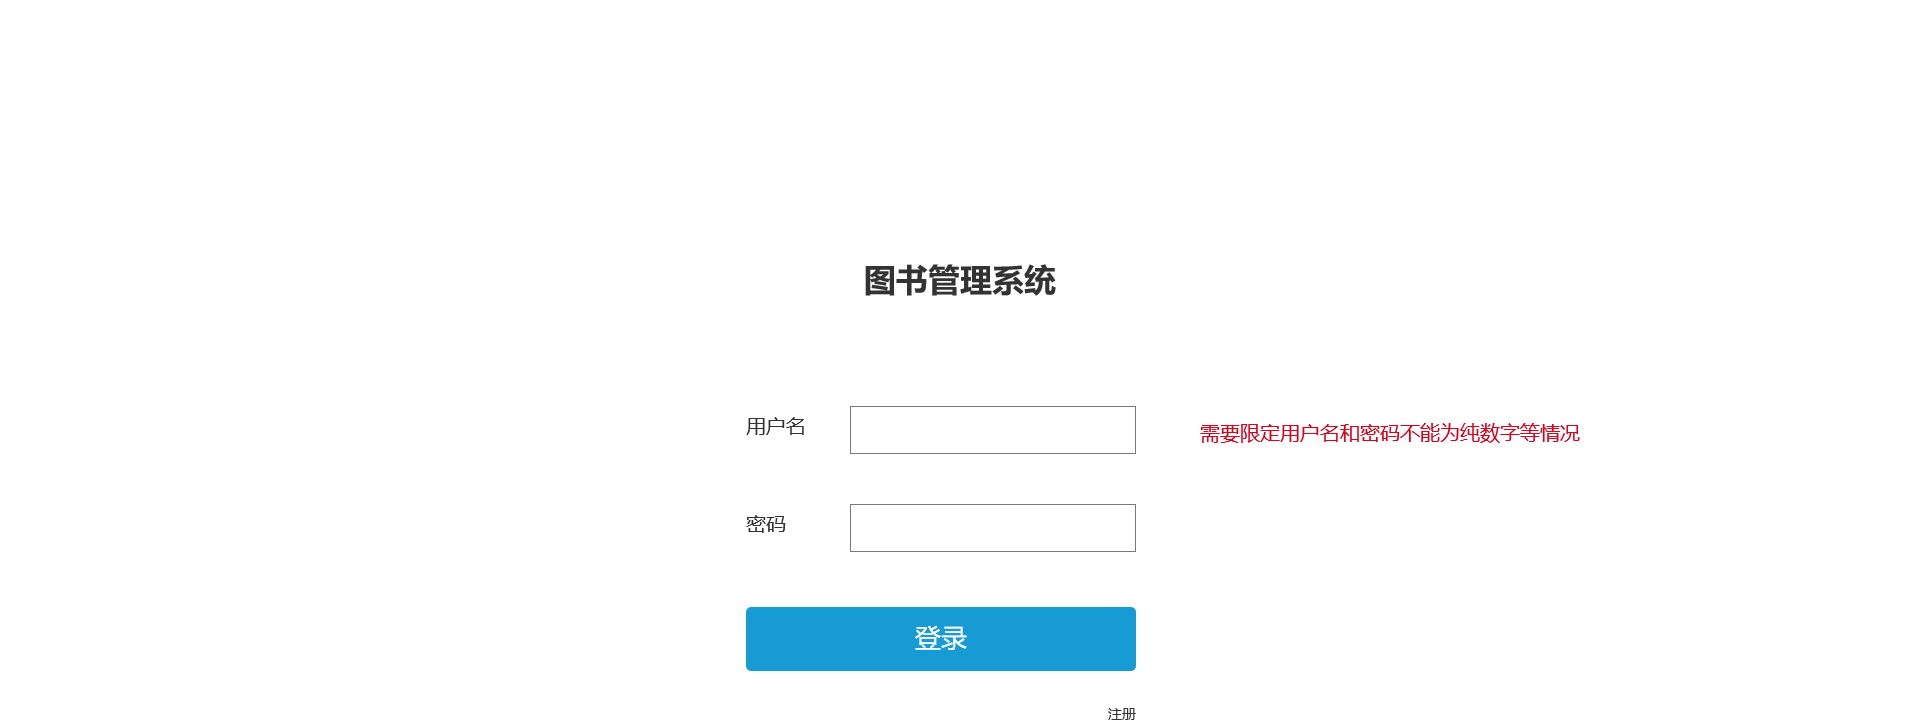 图书管理系统
用户名
需要限定用户名和密码不能为纯数字等情况
密码
登录
注册